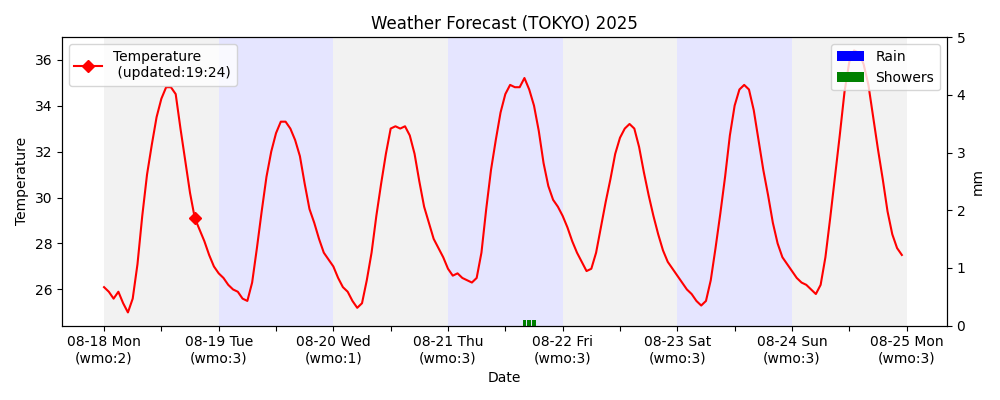 Weather Forecast (TOKYO) 2025
Temperature
(updated:19:24)
Rain
Showers
Temperature
36
34
32
30
28
26
5
4
3
2
1
0
mm
08-18 Mon
(wmo:2)
08-19 Tue
(wmo:3)
08-20 Wed
(wmo:1)
08-21 Thu
(wmo:3)
08-22 Fri
(wmo:3)
08-23 Sat
(wmo:3)
08-24 Sun
(wmo:3)
08-25 Mon
(wmo:3)
Date